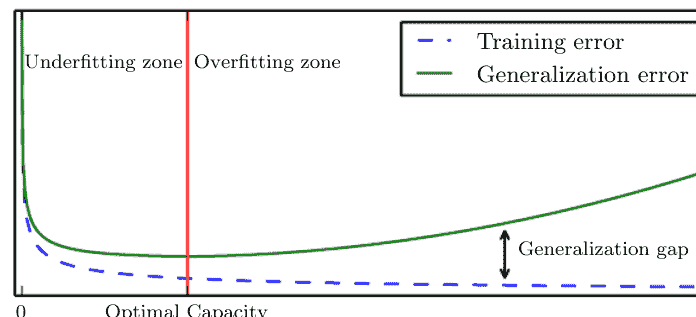 Training error
Underfitting zone Overfitting zone
Generalization error
Generalization gap
0
Optimal Capacity